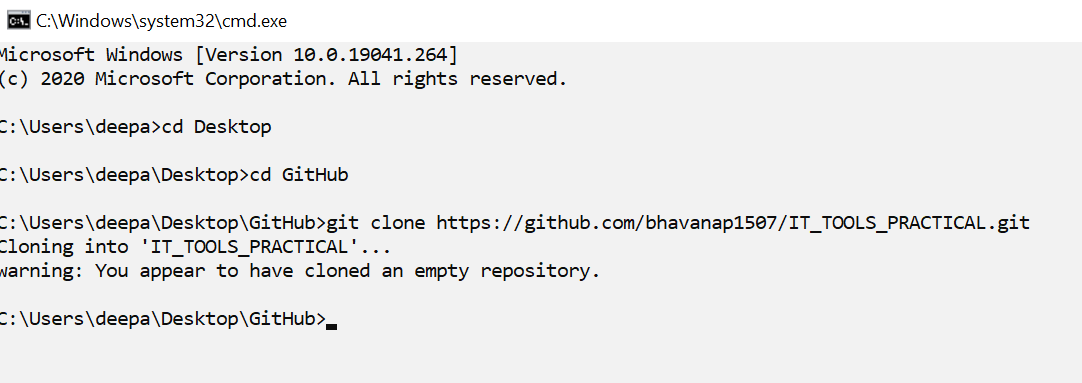 C:\Windows\system32\cmd.exe
Microsoft Windows [Version 10.0.19041.264]
(c) 2020 Microsoft Corporation. All rights reserved.
C:\Users\deepa>cd Desktop
C:\Users\deepa\Desktop>cd GitHub
C:\Users\deepa\Desktop\GitHub>git clone https://github.com/bhavanap1507/IT_TOOLS_PRACTICAL.git
Cloning into 'IT_TOOLS_PRACTICAL'...
warning: You appear to have cloned an empty repository.
C:\Users\deepa\Desktop\GitHub>